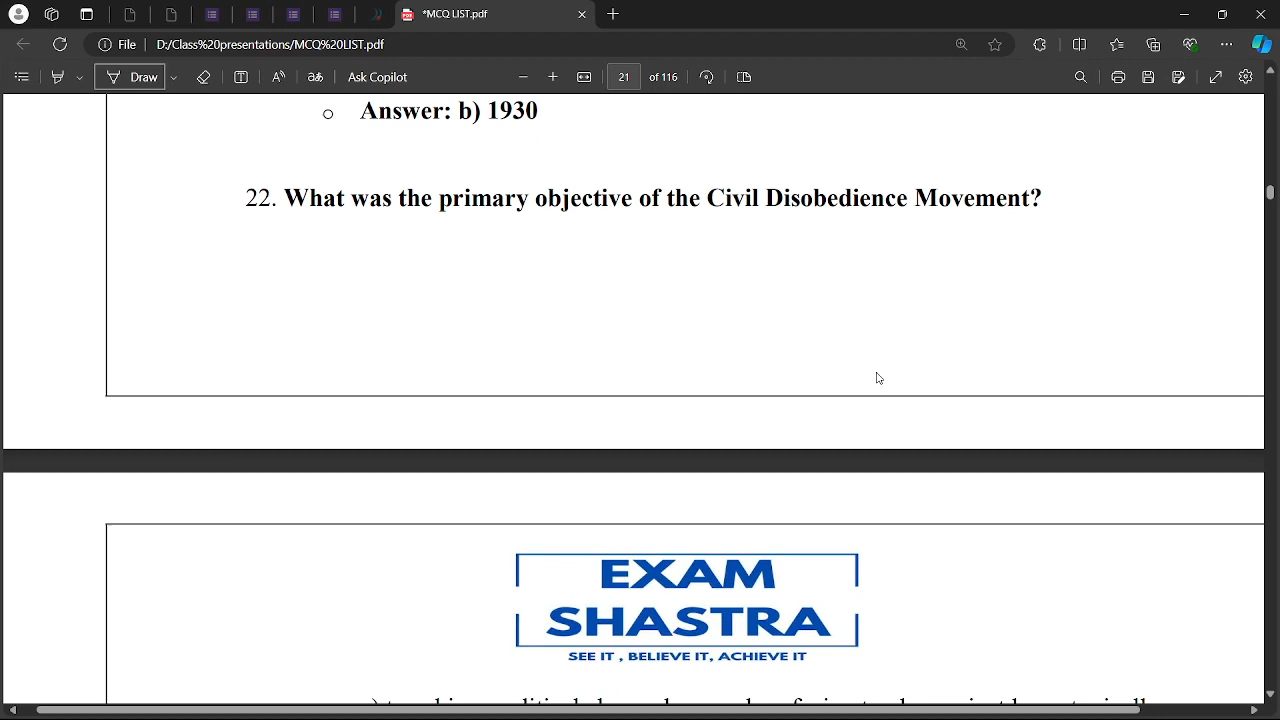 *MCQ LIST.pdf
File D:/Class%20presentations/MCQ%20LIST.pdf
Draw Ask Copilot 21 of 116
Answer: b) 1930
22. What was the primary objective of the Civil Disobedience Movement?
EXAM
SHASTRA
SEE IT , BELIEVE IT, ACHIEVE IT